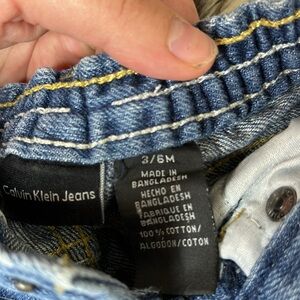 Calvin Klein Jeans
3/6M
MADE IN
BANGLADESH
HECHO EN
BANGLADESH
FABRIQUE EN
BANGLADESH
100% COTTON/
ALGODON/COTON